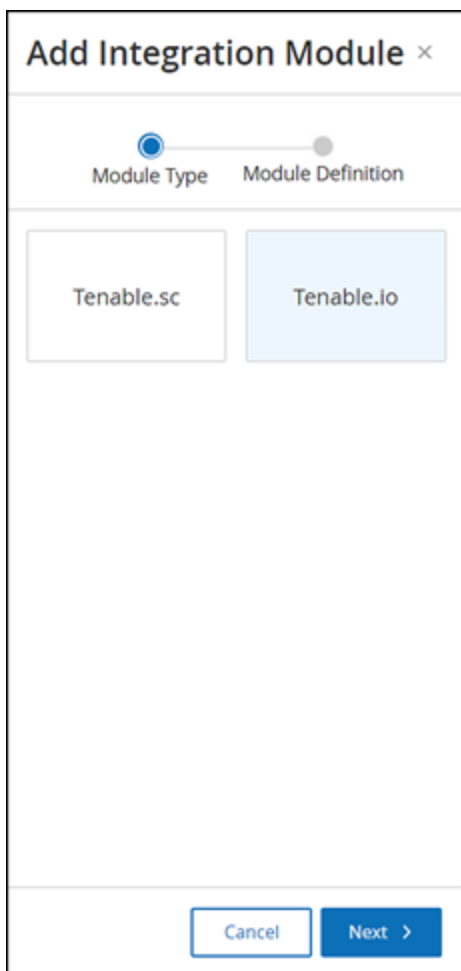 Add Integration Module ×
Module Type Module Definition
Tenable.sc Tenable.io
Cancel Next >